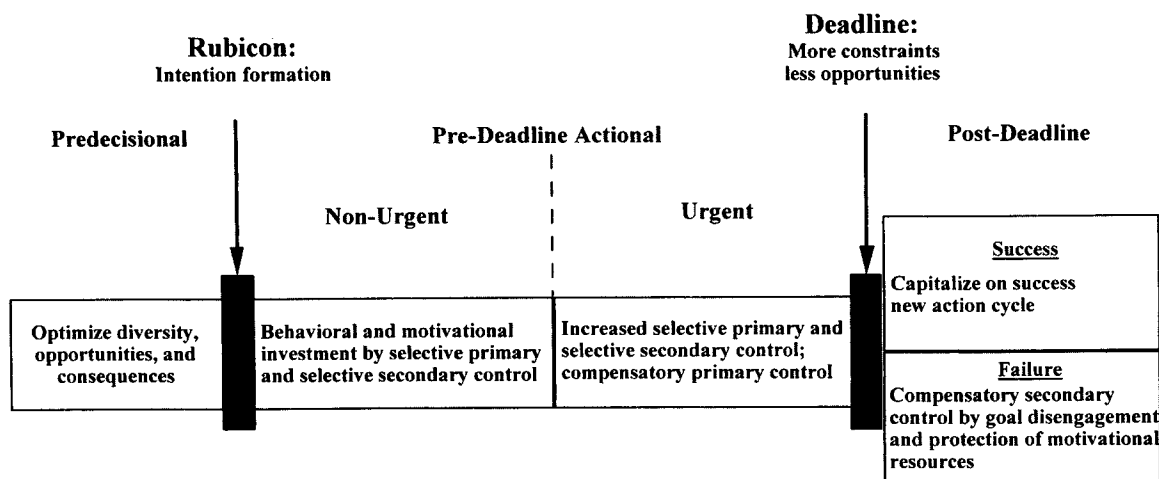 Rubicon:
Intention formation
Deadline:
More constraints
less opportunities
Predecisional
Pre-Deadline Actional
Post-Deadline
Non-Urgent
Urgent
Optimize diversity,
opportunities, and
consequences
Behavioral and motivational
investment by selective primary
and selective secondary control
Increased selective primary and
selective secondary control;
compensatory primary control
Success
Capitalize on success
new action cycle
Failure
Compensatory secondary
control by goal disengagement
and protection of motivational
resources